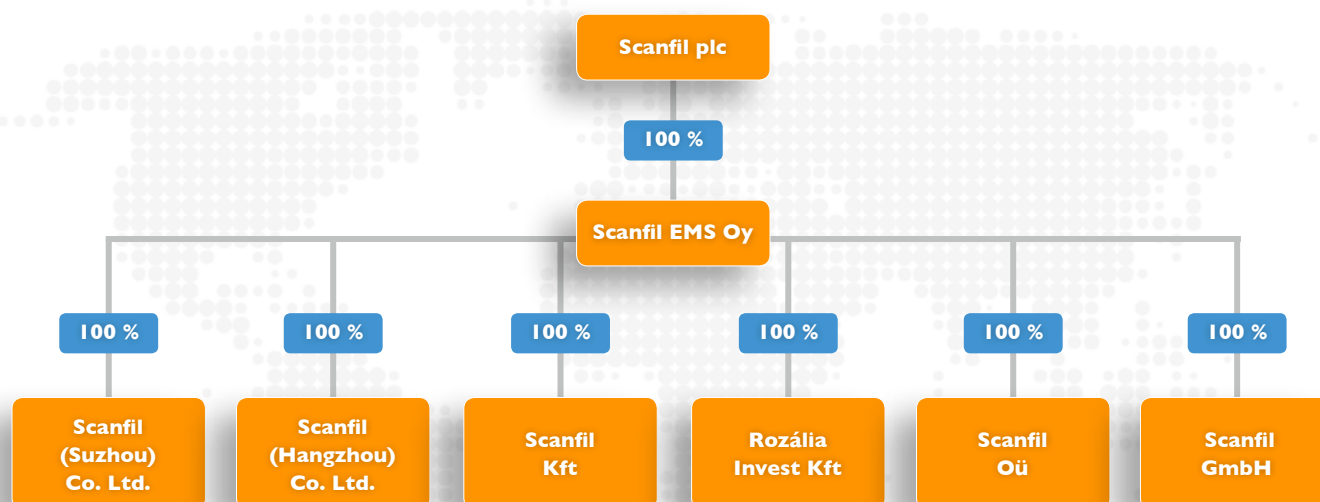 Scanfil plc
100 %
Scanfil EMS Oy
100 %
100 %
100 %
100 %
100 %
100 %
Scanfil
(Suzhou)
Co. Ltd.
Scanfil
(Hangzhou)
Co. Ltd.
Scanfil
Kft
Rozália
Invest Kft
Scanfil
Oü
Scanfil
GmbH